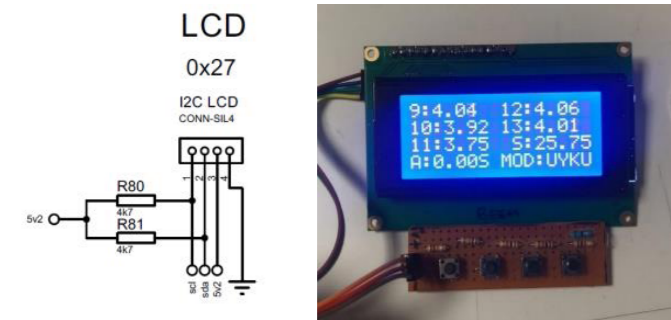 LCD
0x27
I2C LCD
CONN-SIL4
1
2
3
4
R80
4k7
5v2
R81
4k7
scl
sda
5v2
9:4.04 12:4.06
10:3.92 13:4.01
11:3.75 S:25.75
A:0.00S MOD:UYKU